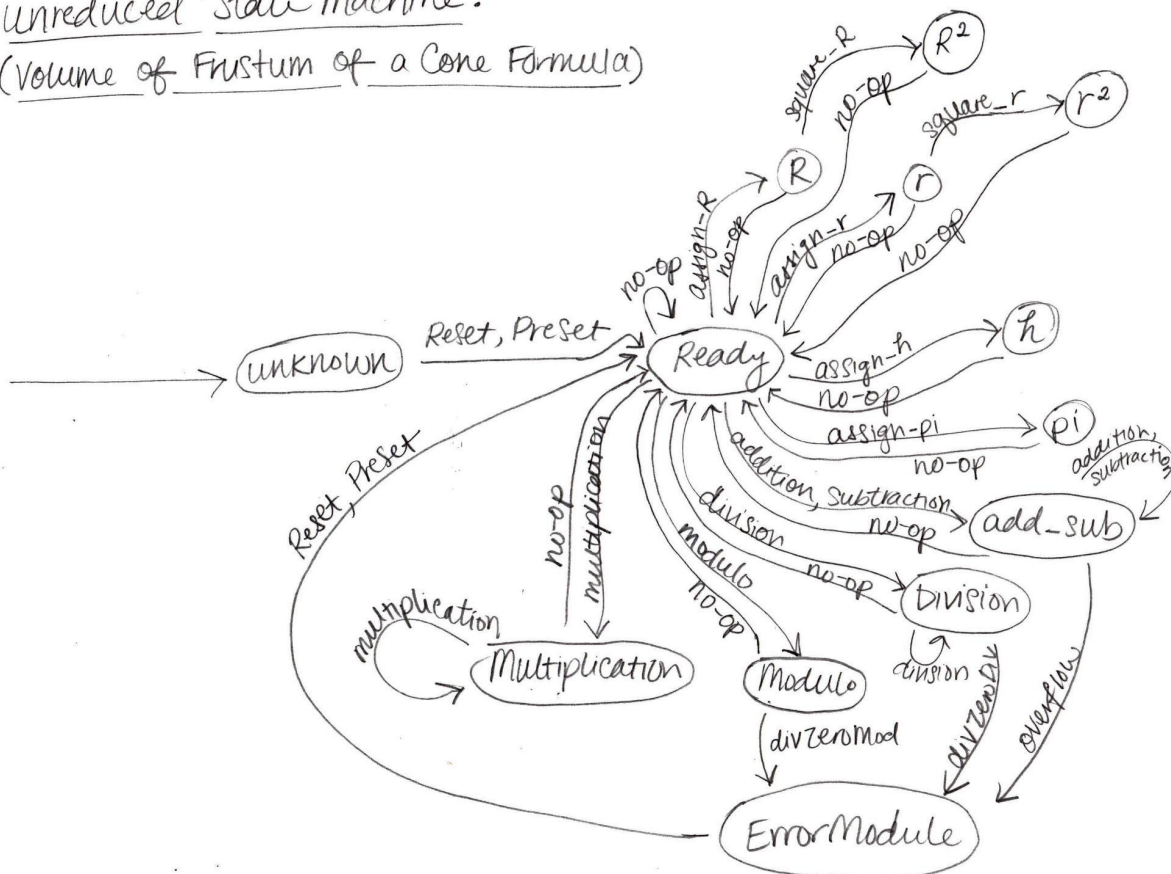 unreduced state machine:
(Volume of Frustum of a Cone Formula)
square_R
R²
no-op
square_r
r²
R
r
assign-R
no-op
assign-r
no-op
no-op
no-op
unknown
Reset, Preset
Ready
assign-h
no-op
h
assign-pi
no-op
pi
addition,
subtraction
addition, subtraction
no-op
add_sub
division
no-op
Division
division
modulo
no-op
Modulo
no-op
multiplication
multiplication
Multiplication
Reset, Preset
divzeroMod
divzeroDiv
overflow
ErrorModule